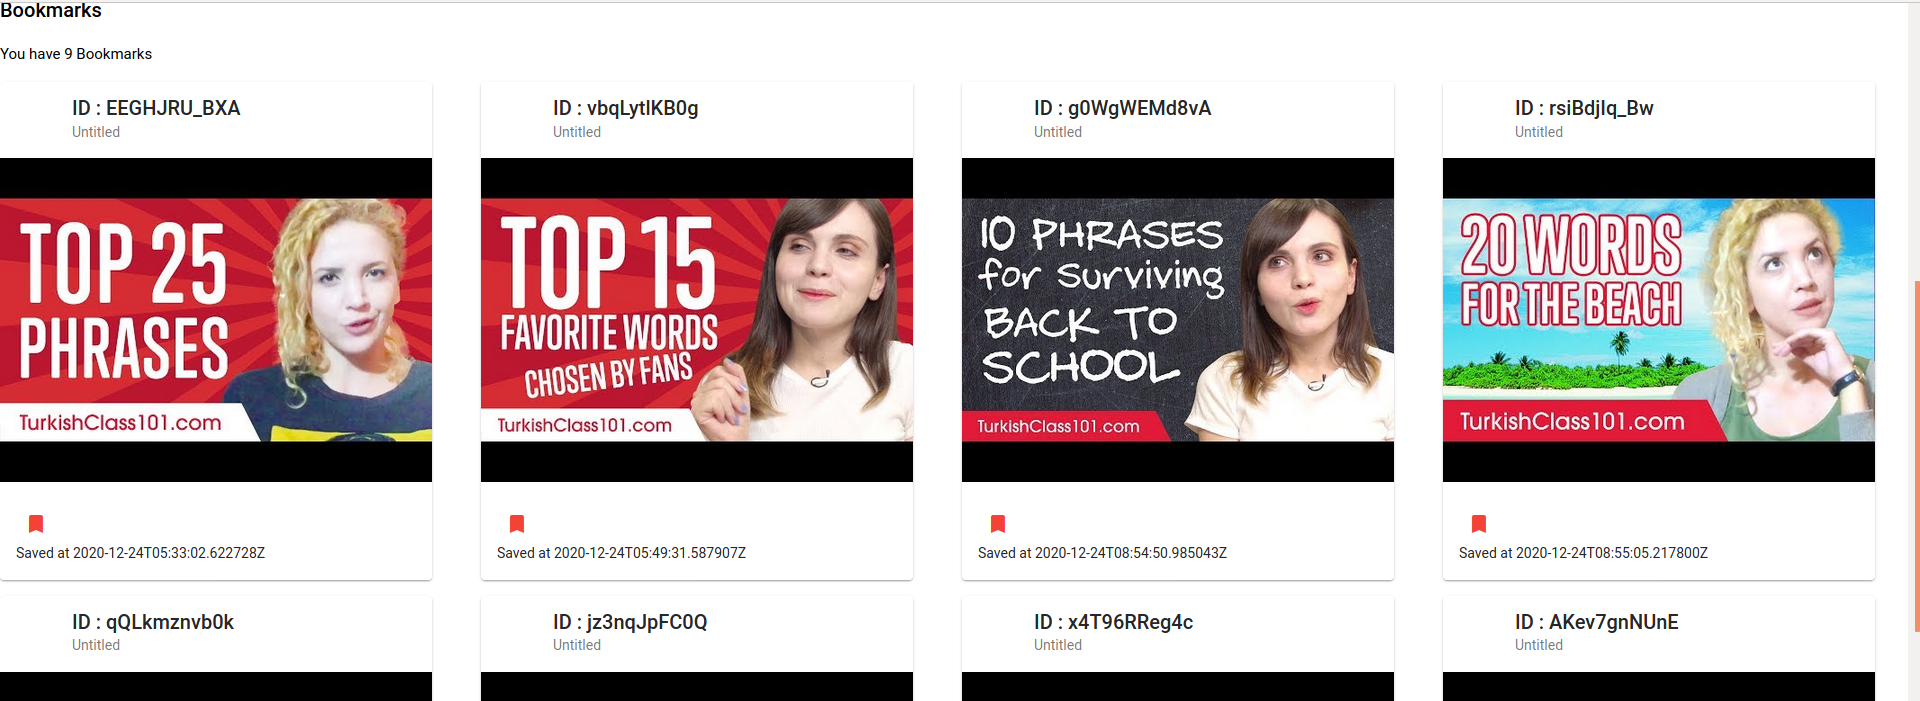 Bookmarks
You have 9 Bookmarks
ID : EEGHJRU_BXA
Untitled
TOP 25
PHRASES
TurkishClass101.com
Saved at 2020-12-24T05:33:02.622728Z
ID : vbqLytIKB0g
Untitled
TOP 15
FAVORITE WORDS
CHOSEN BY FANS
TurkishClass101.com
Saved at 2020-12-24T05:49:31.587907Z
ID : g0WgWEMd8vA
Untitled
10 PHRASES
for Surviving
BACK TO
SCHOOL
TurkishClass101.com
Saved at 2020-12-24T08:54:50.985043Z
ID : rsiBdjIq_Bw
Untitled
20 WORDS
FOR THE BEACH
TurkishClass101.com
Saved at 2020-12-24T08:55:05.217800Z
ID : qQLkmznvb0k
Untitled
ID : jz3nqJpFC0Q
Untitled
ID : x4T96RReg4c
Untitled
ID : AKev7gnNUnE
Untitled